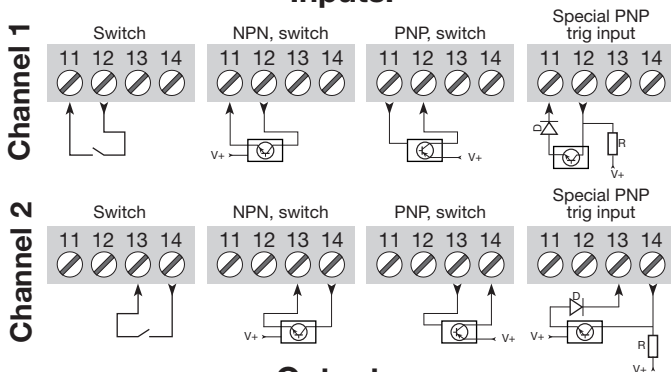 Inputs:
Channel 1
Switch
11 12 13 14
NPN, switch
11 12 13 14
V+
PNP, switch
11 12 13 14
V+
Special PNP
trig input
11 12 13 14
D
R
V+
Channel 2
Switch
11 12 13 14
NPN, switch
11 12 13 14
V+
PNP, switch
11 12 13 14
V+
Special PNP
trig input
11 12 13 14
D
V+
R
V+